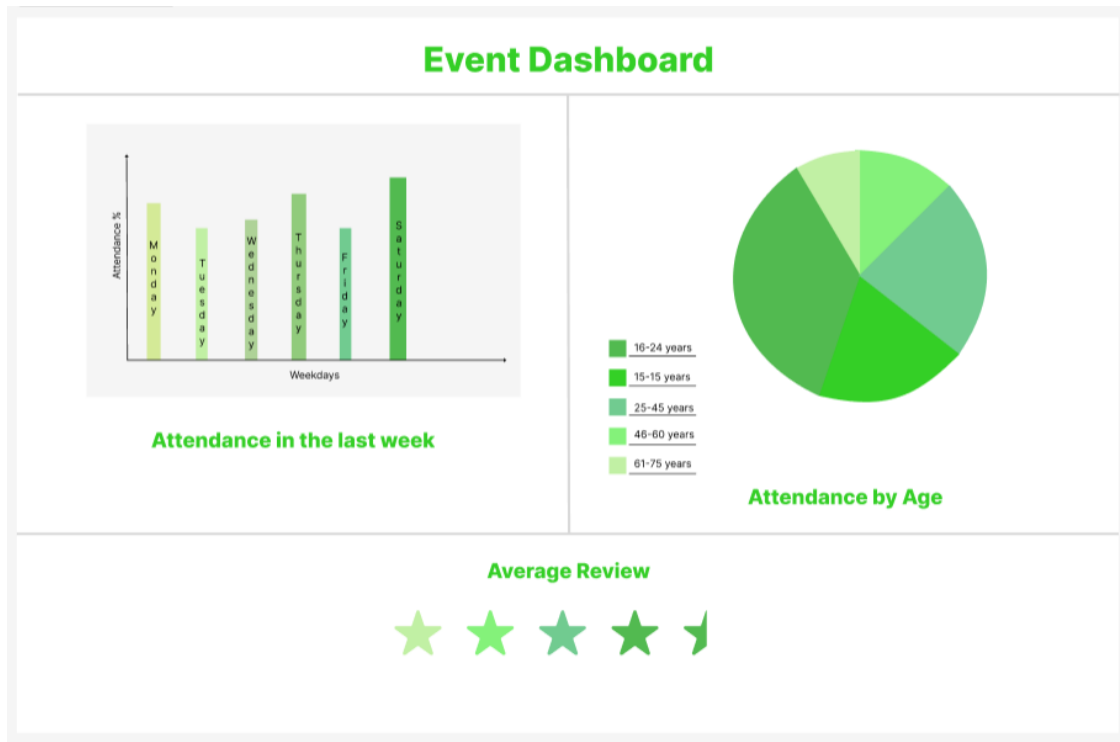 Event Dashboard
Attendance %
Monday
Tuesday
Wednesday
Thursday
Friday
Saturday
Weekdays
Attendance in the last week
16-24 years
15-15 years
25-45 years
46-60 years
61-75 years
Attendance by Age
Average Review